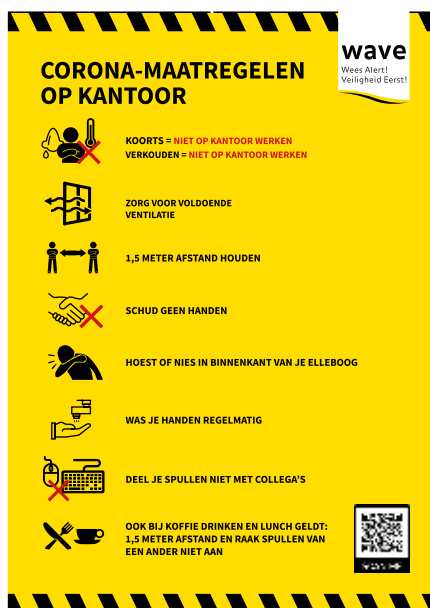 wave
Wees Alert!
Veiligheid Eerst!
CORONA-MAATREGELEN
OP KANTOOR
KOORTS = NIET OP KANTOOR WERKEN
VERKOUDEN = NIET OP KANTOOR WERKEN
ZORG VOOR VOLDOENDE
VENTILATIE
1,5 METER AFSTAND HOUDEN
SCHUD GEEN HANDEN
HOEST OF NIES IN BINNENKANT VAN JE ELLEBOOG
WAS JE HANDEN REGELMATIG
DEEL JE SPULLEN NIET MET COLLEGA'S
OOK BIJ KOFFIE DRINKEN EN LUNCH GELDT:
1,5 METER AFSTAND EN RAAK SPULLEN VAN
EEN ANDER NIET AAN
SCAN ME